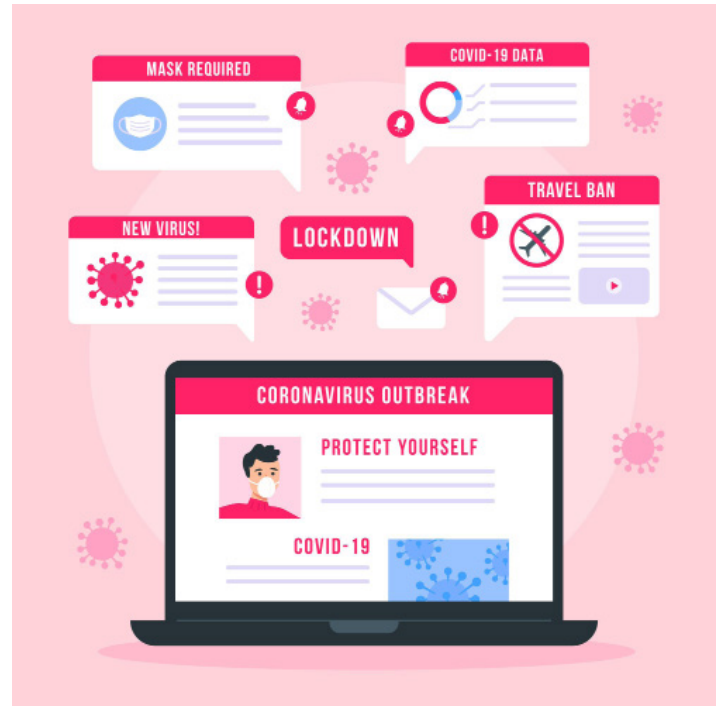 MASK REQUIRED
COVID-19 DATA
TRAVEL BAN
NEW VIRUS!
LOCKDOWN
CORONAVIRUS OUTBREAK
PROTECT YOURSELF
COVID-19